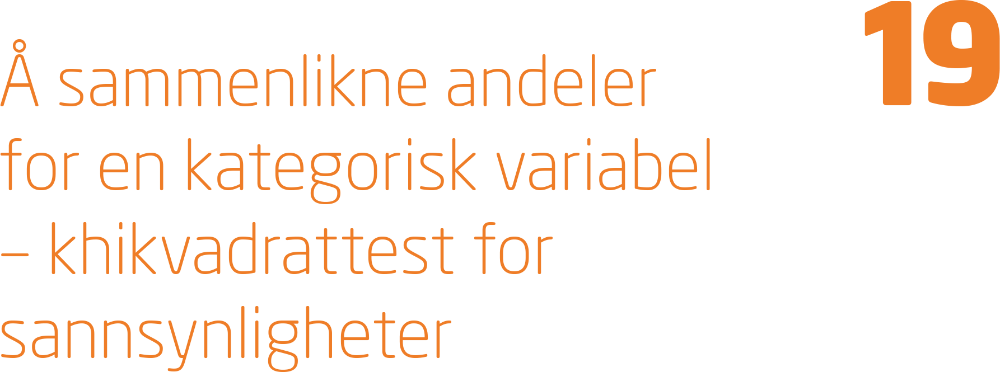 19
Å sammenlikne andeler
for en kategorisk variabel
– khikvadrattest for
sannsynligheter